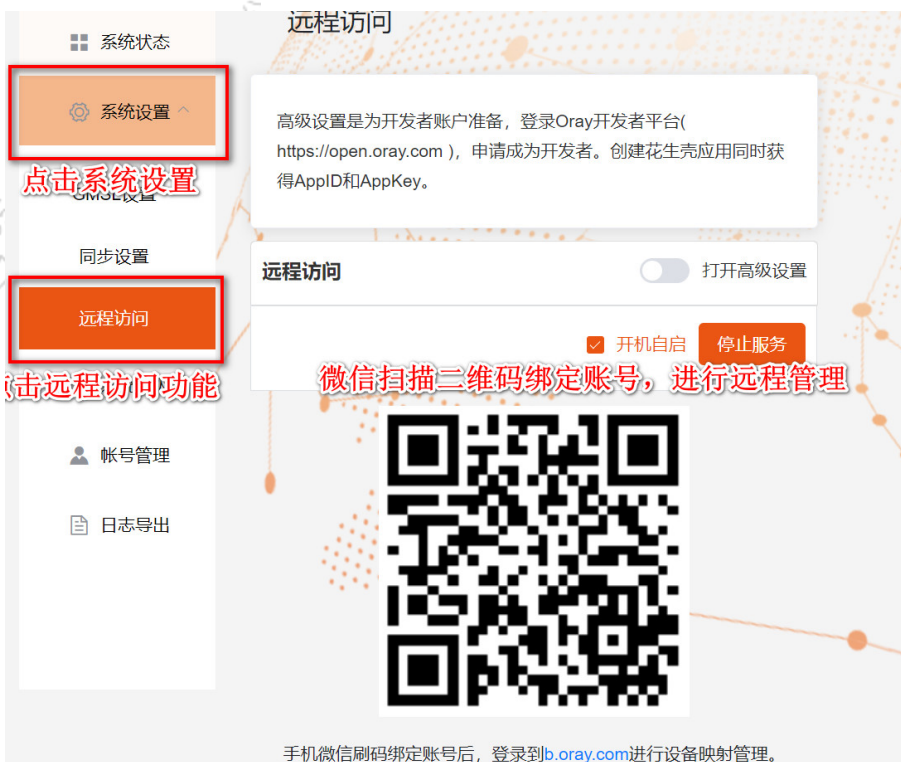 远程访问
系统状态
系统设置
点击系统设置
GMSL设置
同步设置
远程访问
点击远程访问功能
帐号管理
日志导出
高级设置是为开发者账户准备，登录Oray开发者平台(
https://open.oray.com )，申请成为开发者。创建花生壳应用同时获
得AppID和AppKey。
远程访问 打开高级设置
开机自启 停止服务
微信扫描二维码绑定账号，进行远程管理
手机微信刷码绑定账号后，登录到b.oray.com进行设备映射管理。